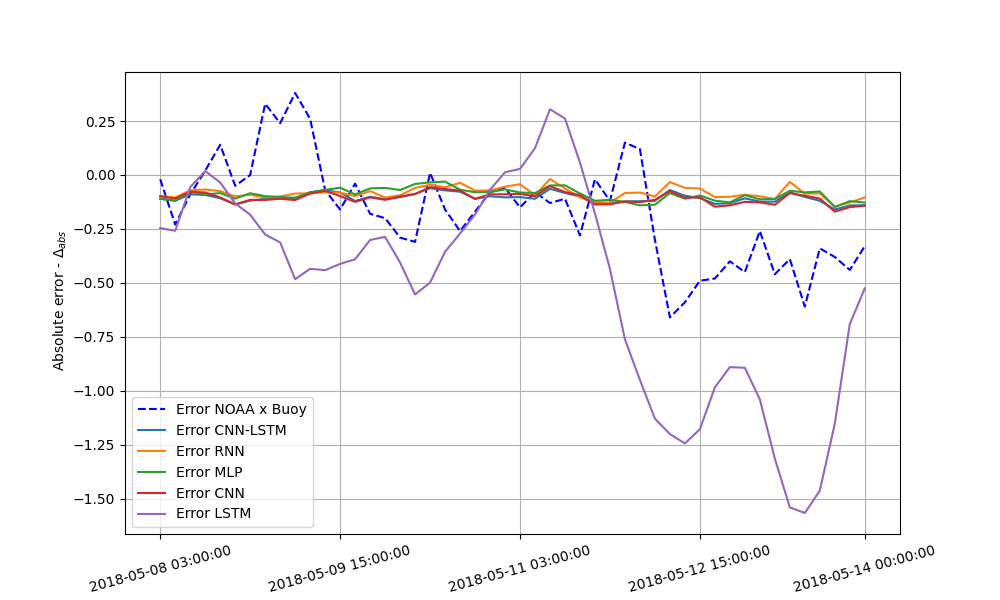 Absolute error - Δabs
0.25
0.00
−0.25
−0.50
−0.75
−1.00
−1.25
−1.50
Error NOAA x Buoy
Error CNN-LSTM
Error RNN
Error MLP
Error CNN
Error LSTM
2018-05-08 03:00:00
2018-05-09 15:00:00
2018-05-11 03:00:00
2018-05-12 15:00:00
2018-05-14 00:00:00